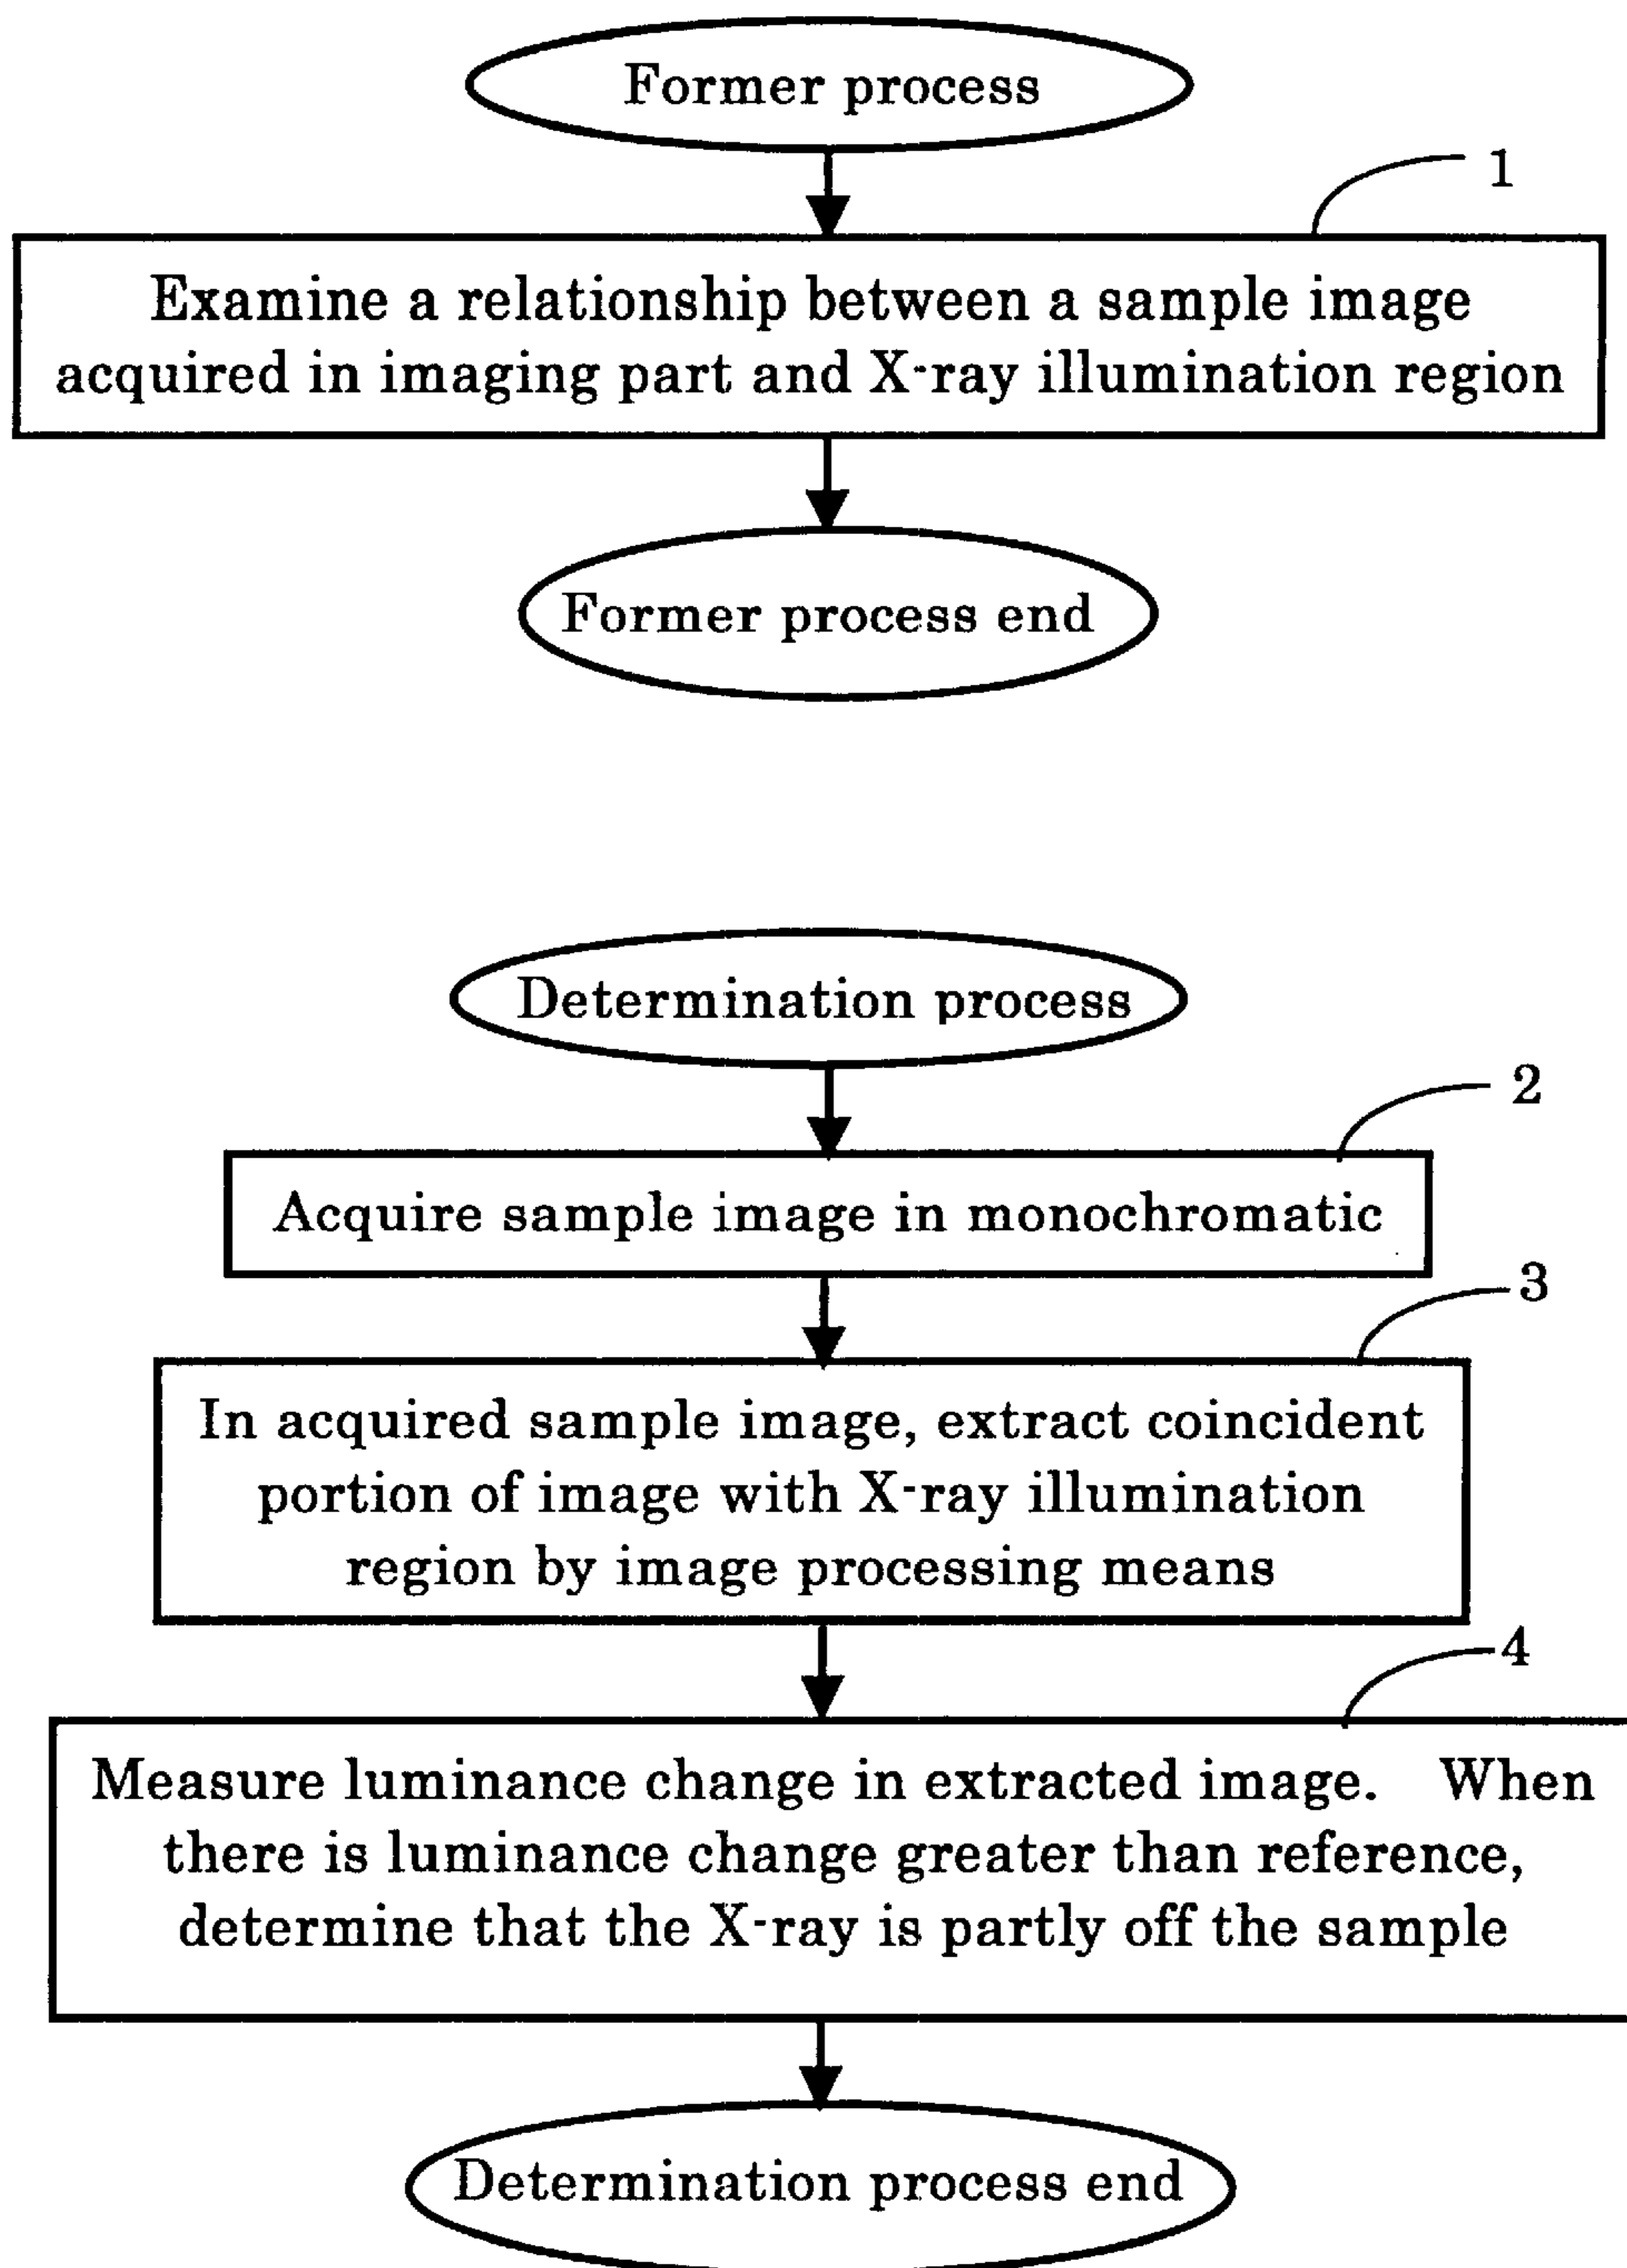 Former process
1
Examine a relationship between a sample image
acquired in imaging part and X-ray illumination region
Former process end
Determination process
2
Acquire sample image in monochromatic
3
In acquired sample image, extract coincident
portion of image with X-ray illumination
region by image processing means
4
Measure luminance change in extracted image. When
there is luminance change greater than reference,
determine that the X-ray is partly off the sample
Determination process end